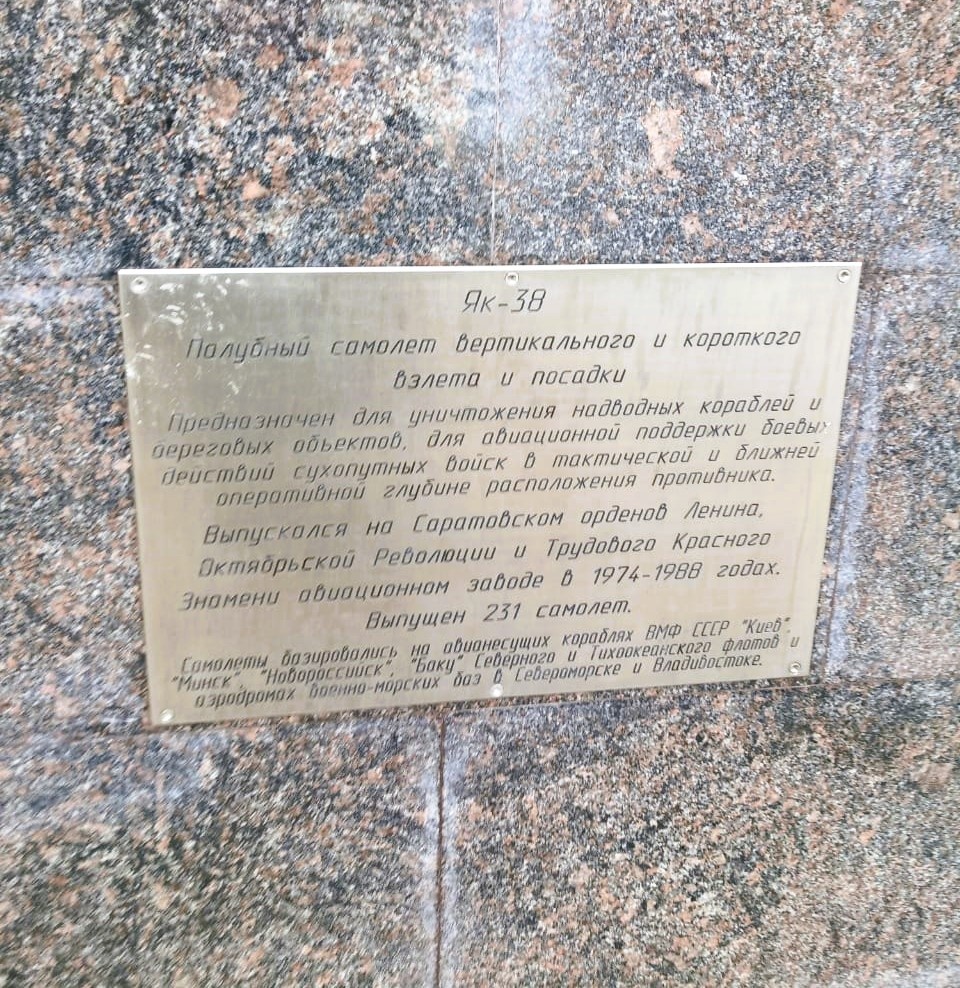 Як-38
Палубный самолет вертикального и короткого
взлета и посадки
Предназначен для уничтожения надводных кораблей и
береговых объектов, для авиационной поддержки боевых
действий сухопутных войск в тактической и ближней
оперативной глубине расположения противника.
Выпускался на Саратовском орденов Ленина,
Октябрьской Революции и Трудового Красного
Знамени авиационном заводе в 1974-1988 годах.
Выпущен 231 самолет.
Самолеты базировались на авианесущих кораблях ВМФ СССР "Киев",
"Минск", "Новороссийск", "Баку" Северного и Тихоокеанского флотов и
аэродромах военно-морских баз в Североморске и Владивостоке.